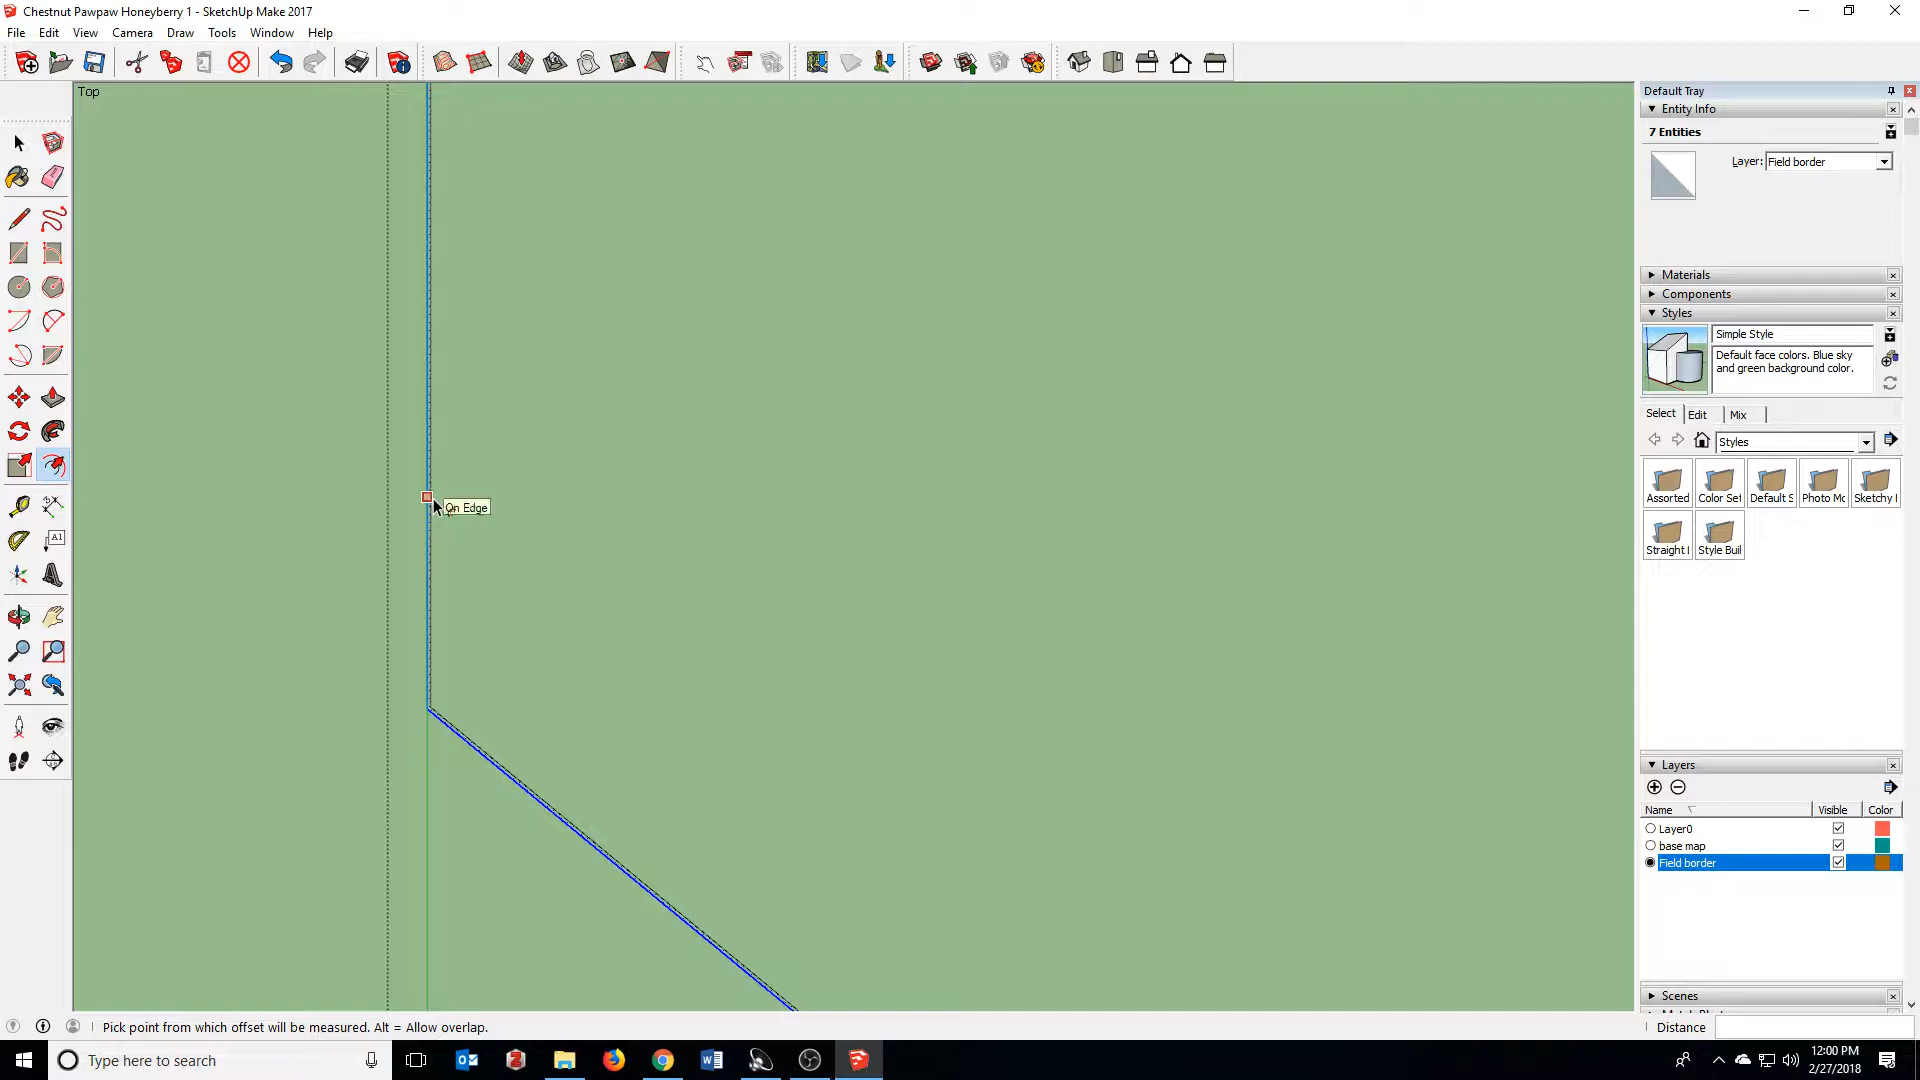 Chestnut Pawpaw Honeyberry 1 - SketchUp Make 2017
File Edit View Camera Draw Tools Window Help
Top
Default Tray
Entity Info
7 Entities
Layer: Field border
Materials
Components
Styles
Simple Style
Default face colors. Blue sky
and green background color.
Select Edit Mix
Styles
Assorted Color Set Default S Photo Mc Sketchy I
Straight I Style Buil
On Edge
A1
Layers
Name Visible Color
Layer0
base map
Field border
Scenes
Pick point from which offset will be measured. Alt = Allow overlap.
Distance
Type here to search
12:00 PM
2/27/2018